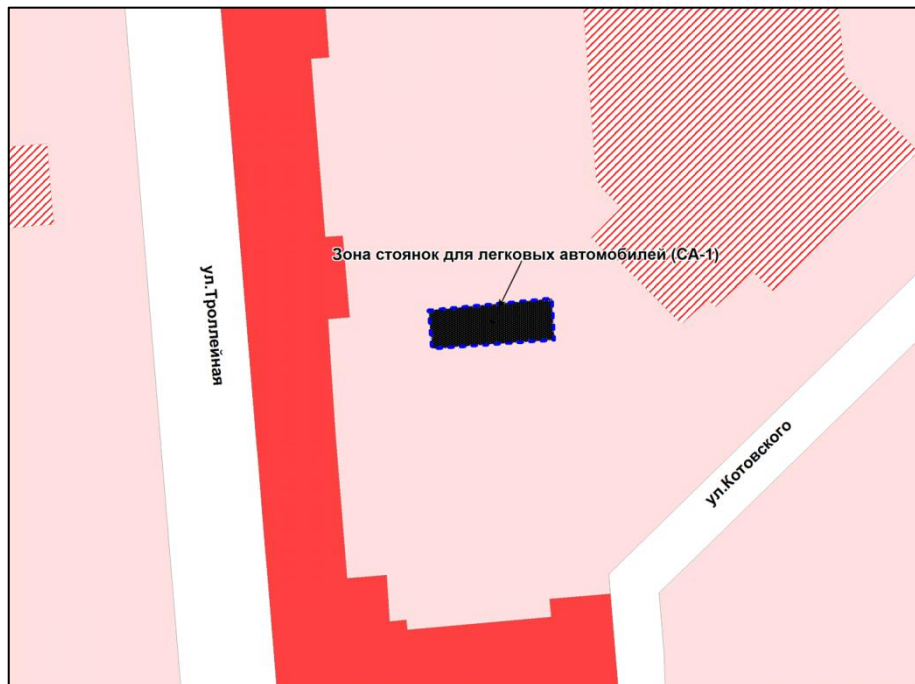 Зона стоянок для легковых автомобилей (СА-1)
ул.Троллейная
ул.Котовского